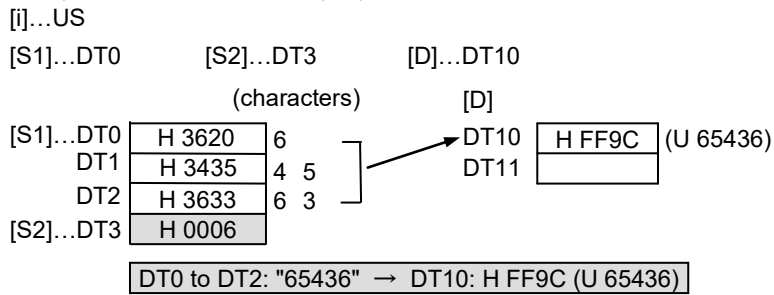 [i]…US
[S1]…DT0 [S2]…DT3 [D]…DT10
(characters) [D]
[S1]…DT0 H 3620 6 DT10 H FF9C (U 65436)
DT1 H 3435 4 5 DT11
DT2 H 3633 6 3
[S2]…DT3 H 0006
DT0 to DT2: "65436" → DT10: H FF9C (U 65436)